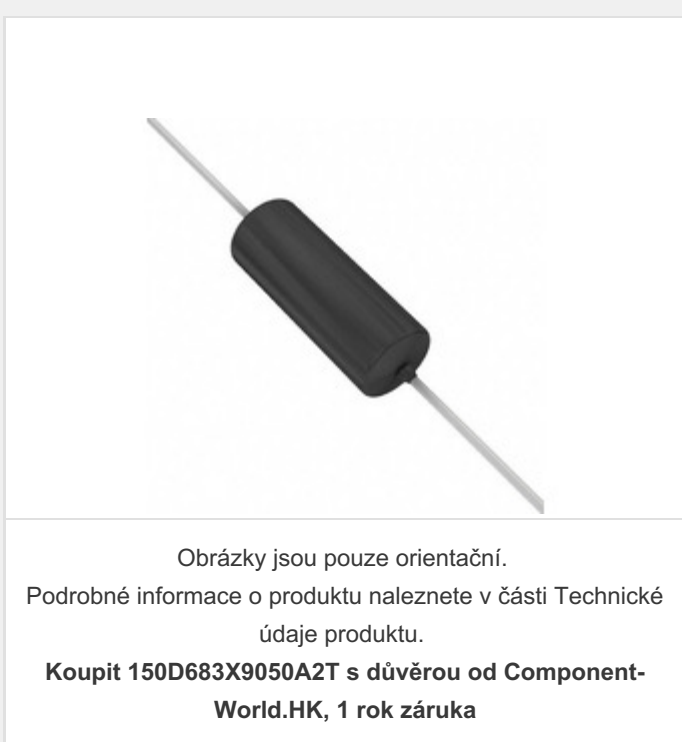 Obrázky jsou pouze orientační.
Podrobné informace o produktu naleznete v části Technické
údaje produktu.
Koupit 150D683X9050A2T s důvěrou od Component-
World.HK, 1 rok záruka